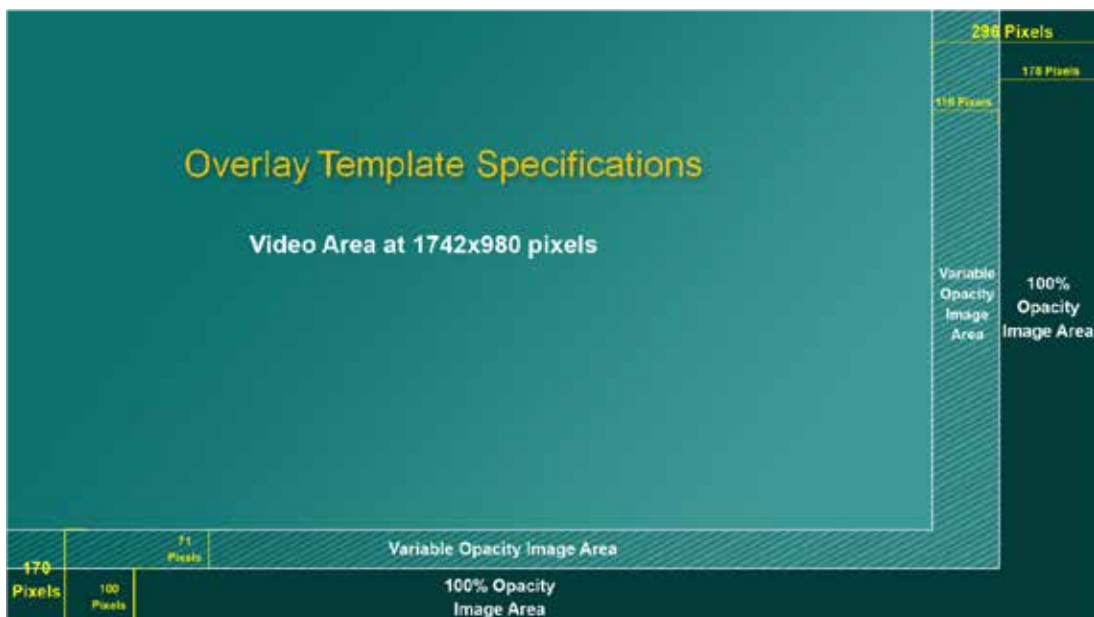 296 Pixels
178 Pixels
118 Pixels
Overlay Template Specifications
Video Area at 1742x980 pixels
Variable
Opacity
Image
Area
100%
Opacity
Image Area
71
Pixels
Variable Opacity Image Area
170
Pixels
100
Pixels
100% Opacity
Image Area